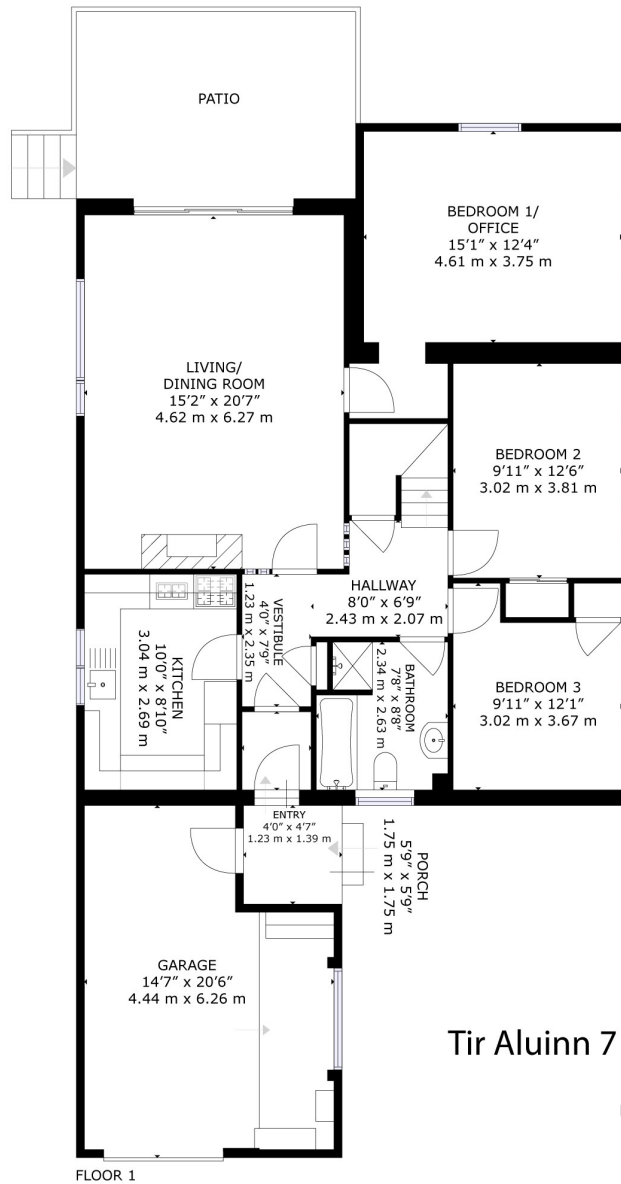 PATIO
BEDROOM 1/
OFFICE
15'1" x 12'4"
4.61 m x 3.75 m
LIVING/
DINING ROOM
15'2" x 20'7"
4.62 m x 6.27 m
BEDROOM 2
9'11" x 12'6"
3.02 m x 3.81 m
HALLWAY
8'0" x 6'9"
2.43 m x 2.07 m
VESTIBULE
4'0" x 7'9"
1.23 m x 2.35 m
KITCHEN
10'0" x 8'10"
3.04 m x 2.69 m
BATHROOM
7'8" x 8'8"
2.34 m x 2.63 m
BEDROOM 3
9'11" x 12'1"
3.02 m x 3.67 m
ENTRY
4'0" x 4'7"
1.23 m x 1.39 m
PORCH
5'9" x 5'9"
1.75 m x 1.75 m
GARAGE
14'7" x 20'6"
4.44 m x 6.26 m
Tir Aluinn 7
FLOOR 1